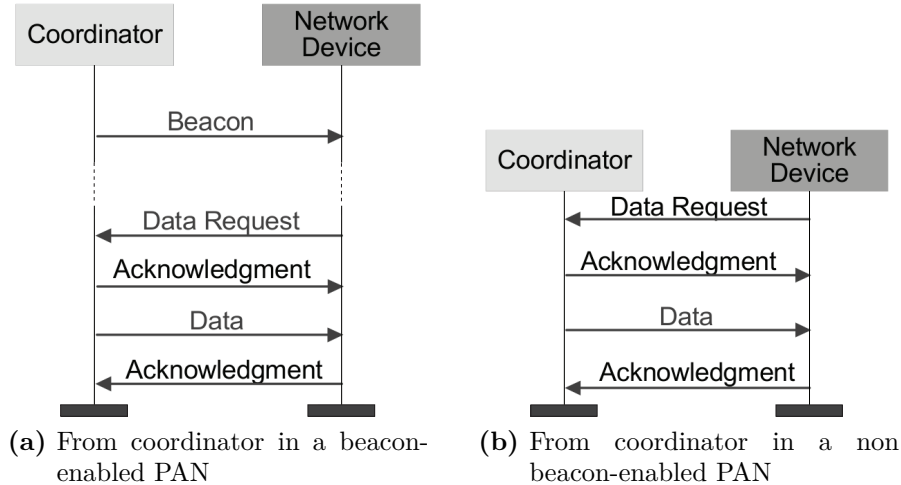 Coordinator
Network
Device
Beacon
Data Request
Acknowledgment
Data
Acknowledgment
(a) From coordinator in a beacon-
enabled PAN
Coordinator
Network
Device
Data Request
Acknowledgment
Data
Acknowledgment
(b) From coordinator in a non
beacon-enabled PAN